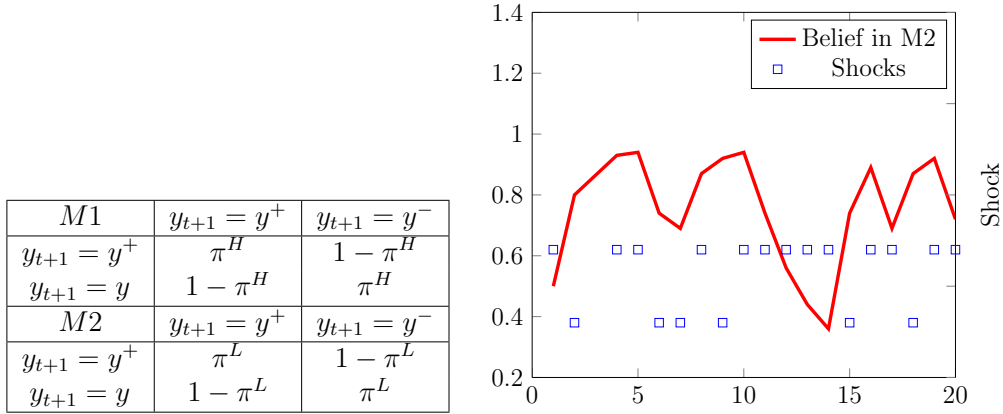 M1 y_{t+1} = y^+ y_{t+1} = y^-
y_{t+1} = y^+ π^H 1 − π^H
y_{t+1} = y 1 − π^H π^H
M2 y_{t+1} = y^+ y_{t+1} = y^-
y_{t+1} = y^+ π^L 1 − π^L
y_{t+1} = y 1 − π^L π^L
1.4
1.2
1
0.8
0.6
0.4
0.2
0 5 10 15 20
Belief in M2
Shocks
Shock